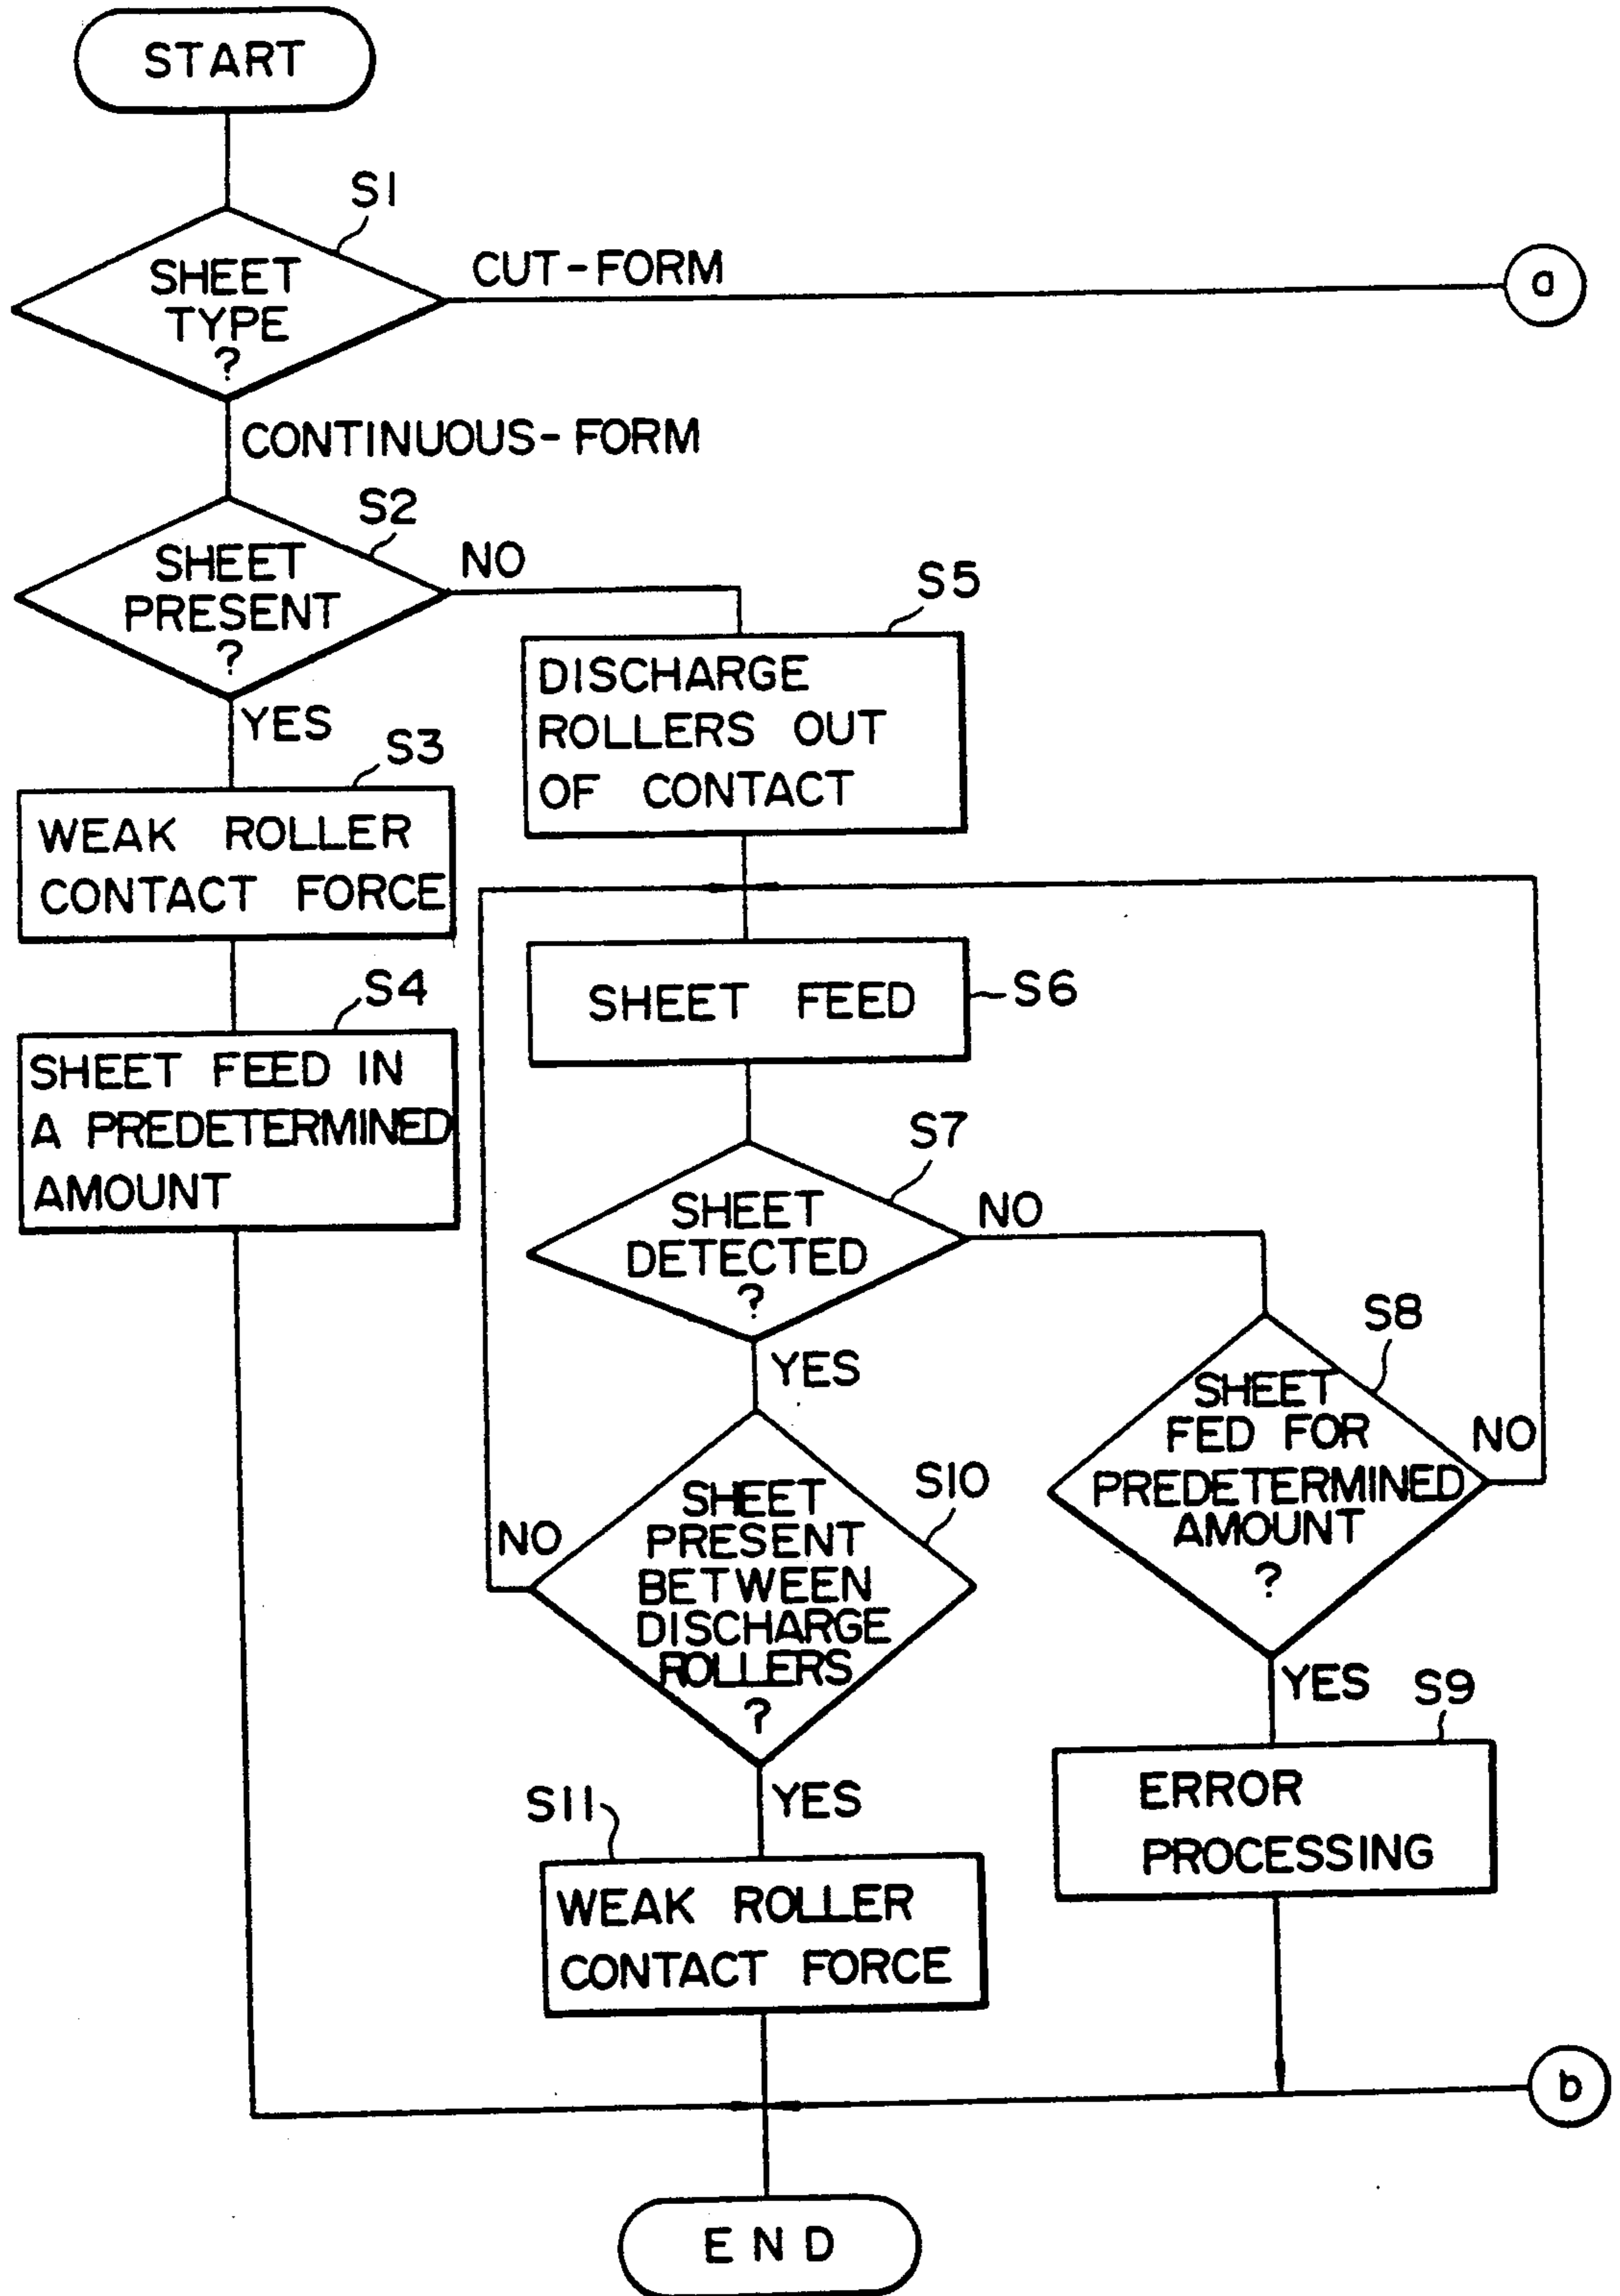 START
S1
SHEET
TYPE
?
CUT-FORM
a
CONTINUOUS-FORM
S2
SHEET
PRESENT
?
NO
YES
S5
DISCHARGE
ROLLERS OUT
OF CONTACT
S3
WEAK ROLLER
CONTACT FORCE
S4
SHEET FEED IN
A PREDETERMINED
AMOUNT
SHEET FEED
S6
S7
SHEET
DETECTED
?
NO
YES
S8
SHEET
FED FOR
PREDETERMINED
AMOUNT
?
NO
YES
S10
SHEET
PRESENT
BETWEEN
DISCHARGE
ROLLERS
?
NO
YES
S9
ERROR
PROCESSING
S11
WEAK ROLLER
CONTACT FORCE
b
END